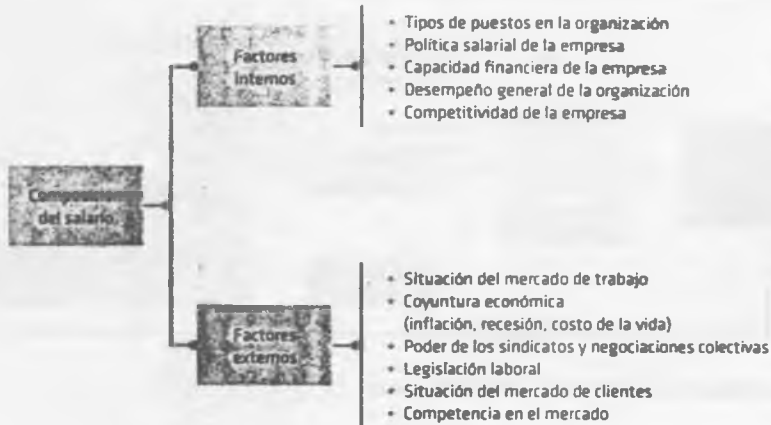 Composición
del salario
Factores
internos
• Tipos de puestos en la organización
• Política salarial de la empresa
• Capacidad financiera de la empresa
• Desempeño general de la organización
• Competitividad de la empresa
Factores
externos
• Situación del mercado de trabajo
• Coyuntura económica
(inflación, recesión, costo de la vida)
• Poder de los sindicatos y negociaciones colectivas
• Legislación laboral
• Situación del mercado de clientes
• Competencia en el mercado